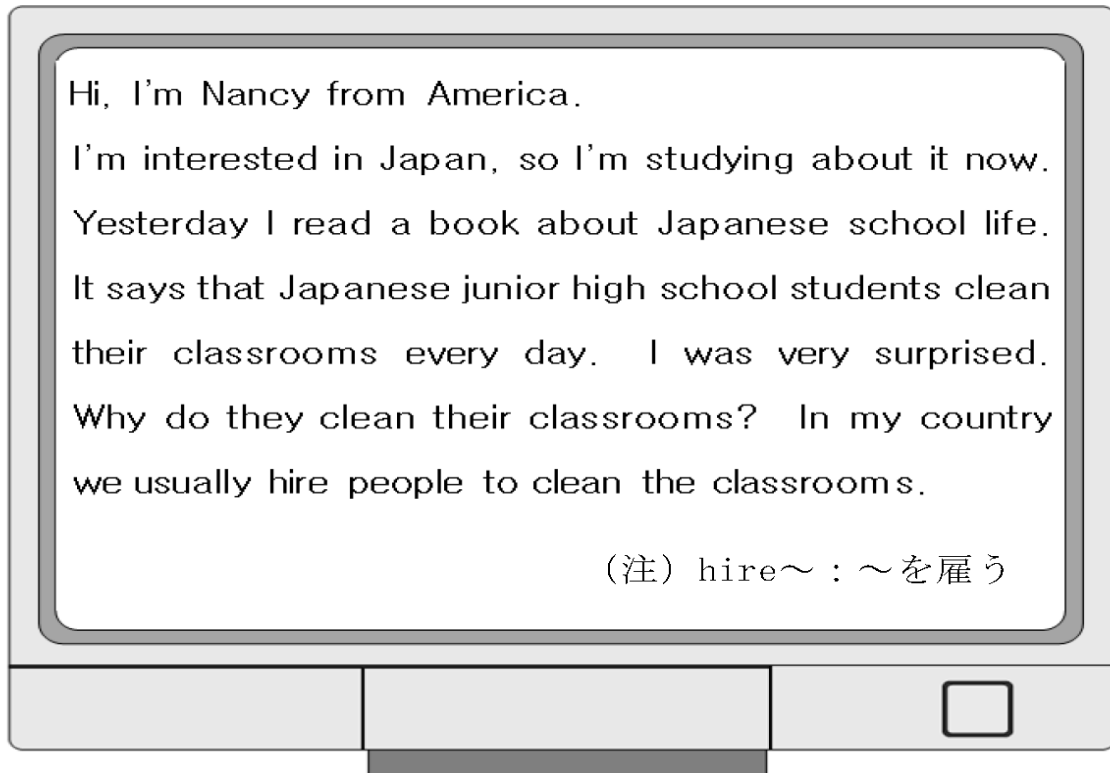 Hi, I'm Nancy from America.
I'm interested in Japan, so I'm studying about it now.
Yesterday I read a book about Japanese school life.
It says that Japanese junior high school students clean
their classrooms every day. I was very surprised.
Why do they clean their classrooms? In my country
we usually hire people to clean the classrooms.
（注）hire～：～を雇う